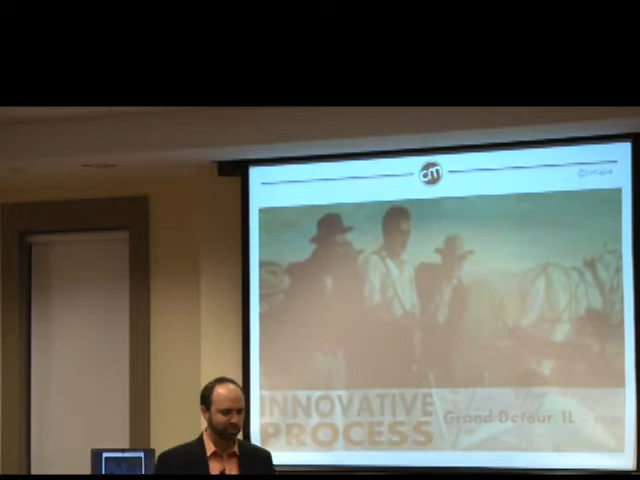 cm
INNOVATIVE
PROCESS
Grand Detour, IL -